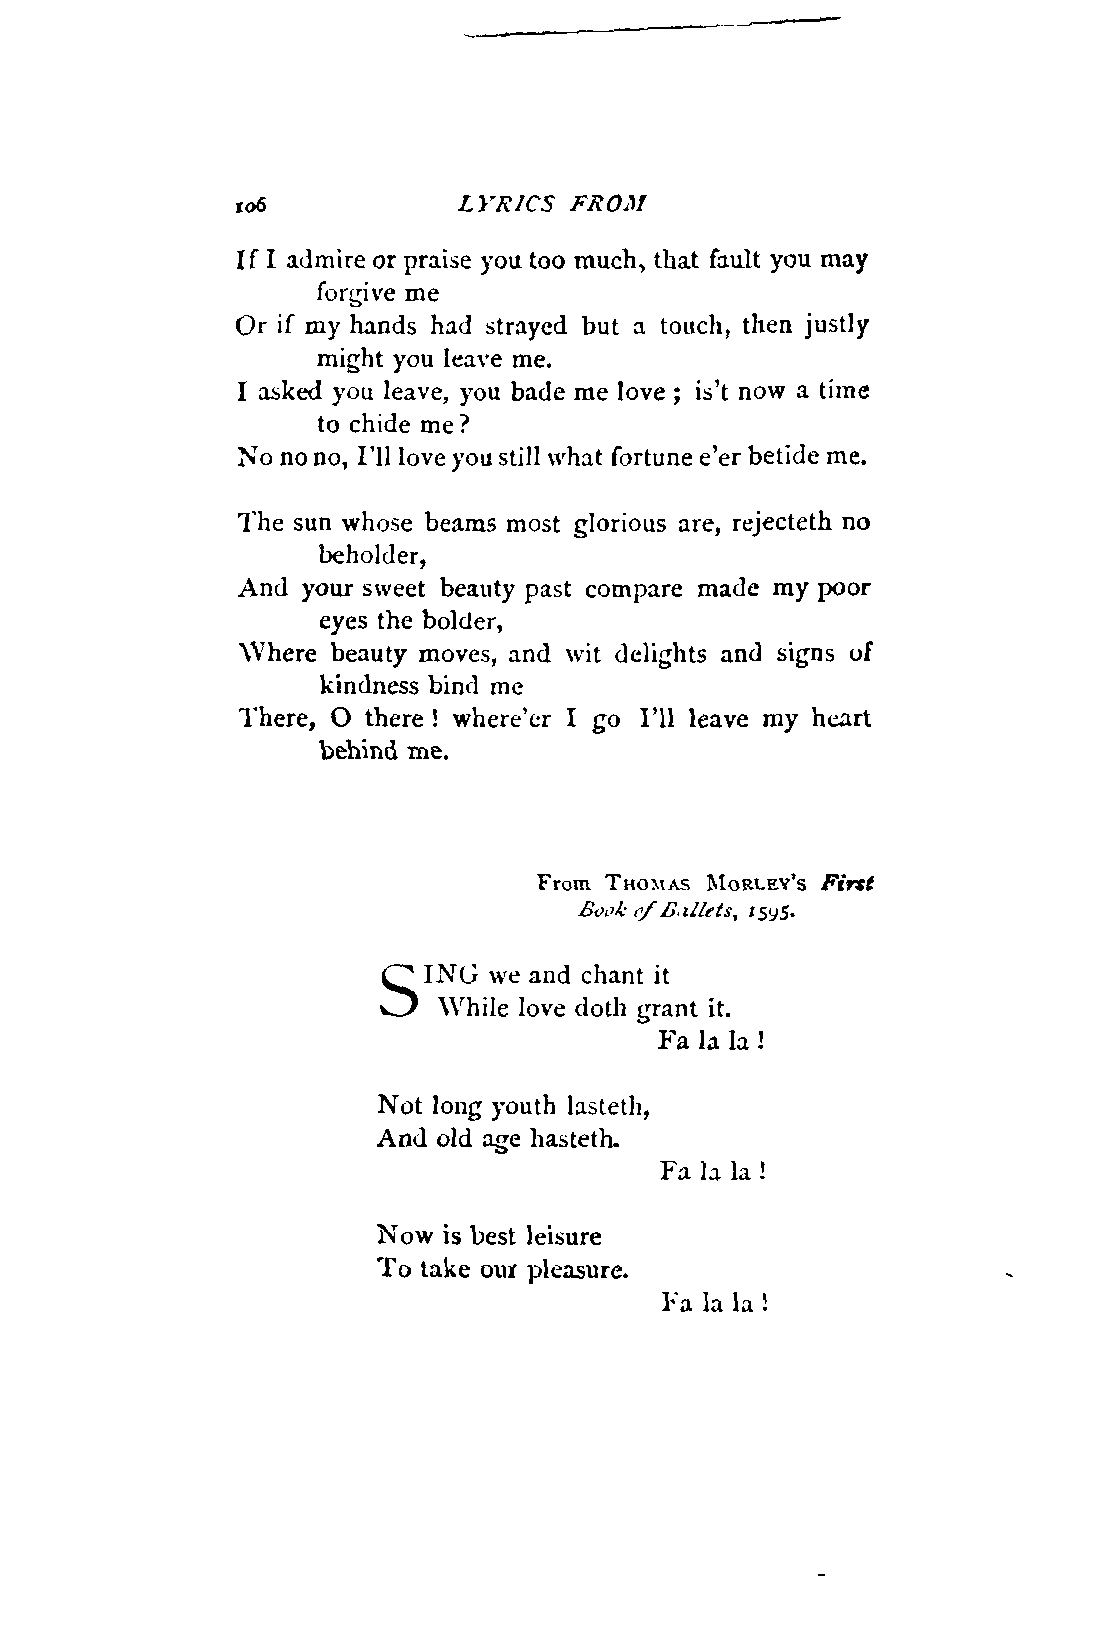 106 LYRICS FROM
If I admire or praise you too much, that fault you may
forgive me
Or if my hands had strayed but a touch, then justly
might you leave me.
I asked you leave, you bade me love ; is't now a time
to chide me?
No no no, I'll love you still what fortune e'er betide me.
The sun whose beams most glorious are, rejecteth no
beholder,
And your sweet beauty past compare made my poor
eyes the bolder,
Where beauty moves, and wit delights and signs of
kindness bind me
There, O there ! where'er I go I'll leave my heart
behind me.
From THOMAS MORLEY'S First
Book of Ballets, 1595.
SING we and chant it
While love doth grant it.
Fa la la !
Not long youth lasteth,
And old age hasteth.
Fa la la !
Now is best leisure
To take our pleasure.
Fa la la !